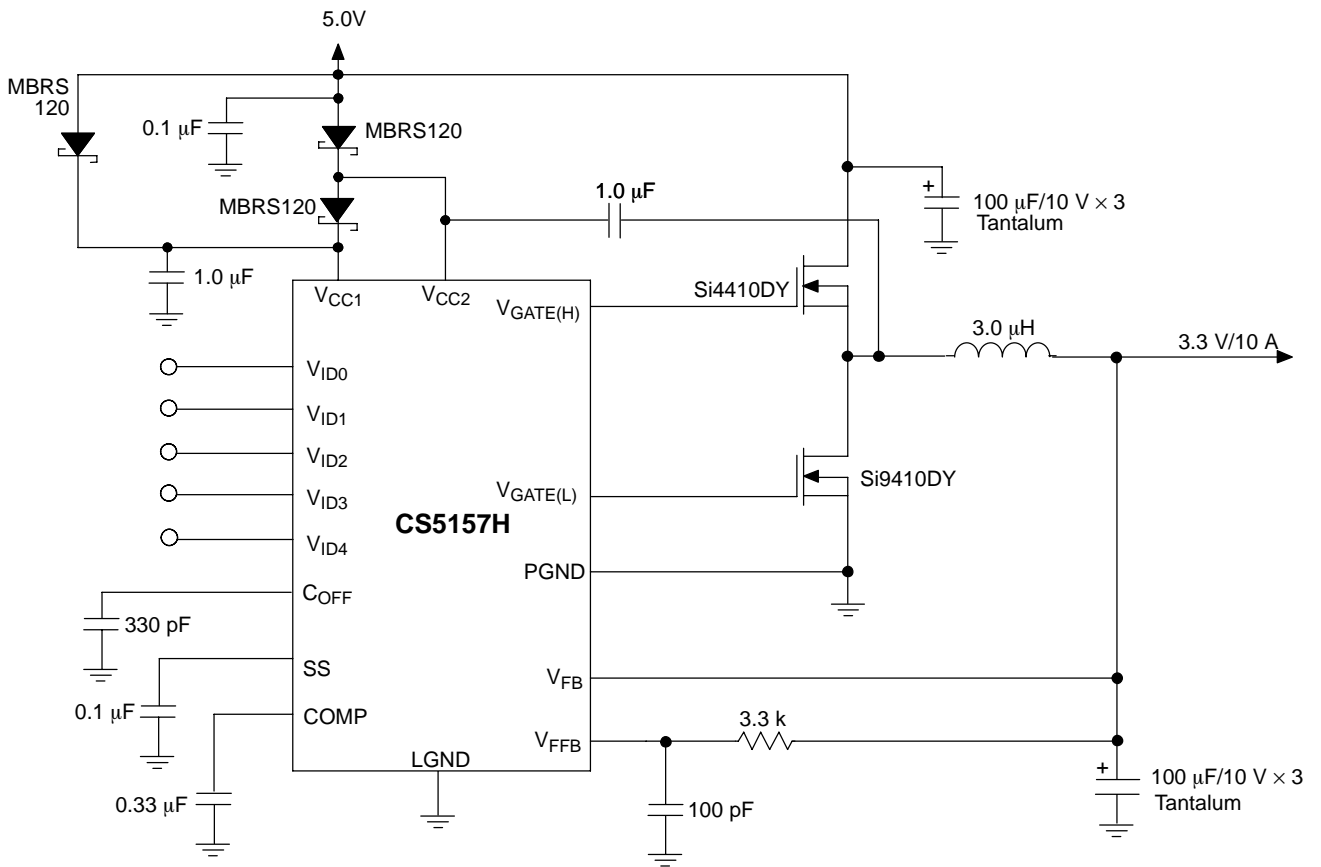 5.0V
MBRS
120
0.1 μF
MBRS120
MBRS120
1.0 μF
+
100 μF/10 V × 3
Tantalum
1.0 μF
Si4410DY
VCC1
VCC2
VGATE(H)
3.0 μH
3.3 V/10 A
VID0
VID1
VID2
VID3
VID4
VGATE(L)
Si9410DY
CS5157H
PGND
COFF
330 pF
SS
VFB
0.1 μF
COMP
3.3 k
VFFB
LGND
+
100 μF/10 V × 3
Tantalum
0.33 μF
100 pF